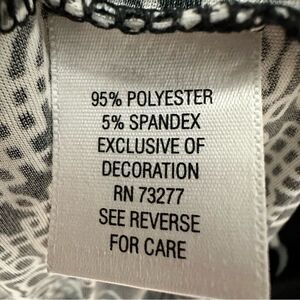 95% POLYESTER
5% SPANDEX
EXCLUSIVE OF
DECORATION
RN 73277
SEE REVERSE
FOR CARE